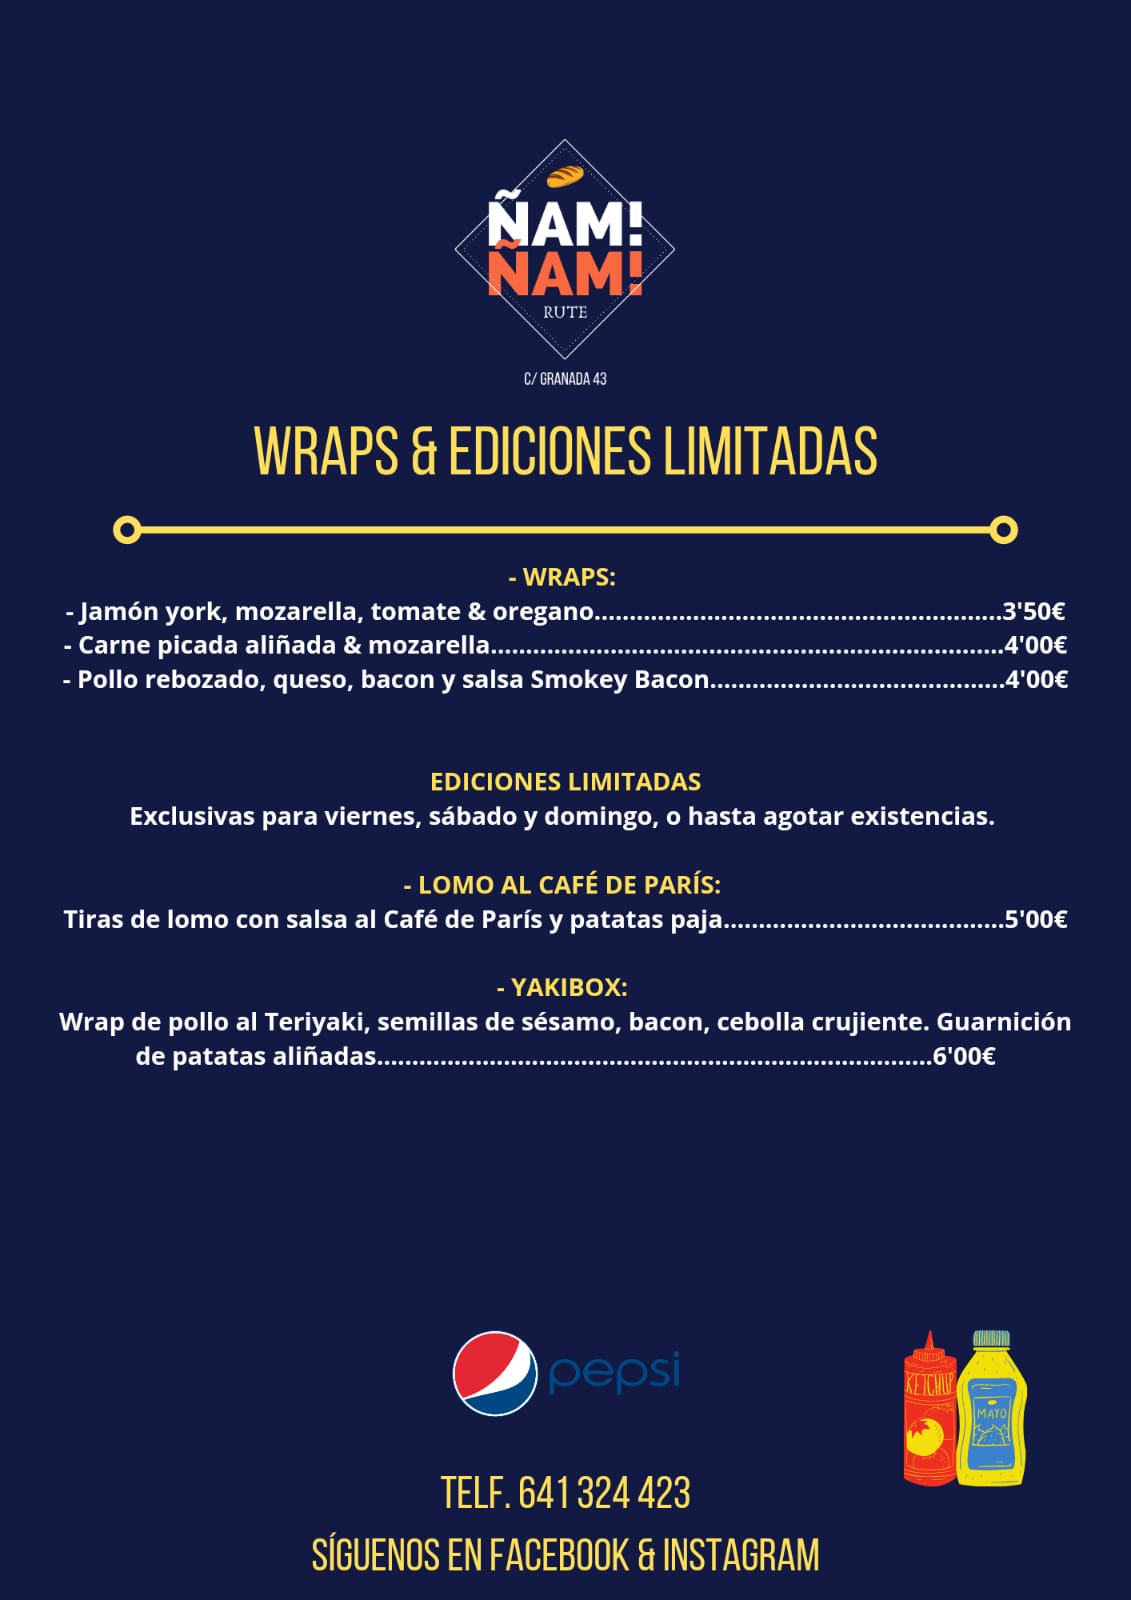 ÑAM!
ÑAM!
RUTE
C/ GRANADA 43
WRAPS & EDICIONES LIMITADAS
- WRAPS:
- Jamón york, mozarella, tomate & oregano..........................................................3'50€
- Carne picada aliñada & mozarella.........................................................................4'00€
- Pollo rebozado, queso, bacon y salsa Smokey Bacon..........................................4'00€
EDICIONES LIMITADAS
Exclusivas para viernes, sábado y domingo, o hasta agotar existencias.
- LOMO AL CAFÉ DE PARÍS:
Tiras de lomo con salsa al Café de París y patatas paja........................................5'00€
- YAKIBOX:
Wrap de pollo al Teriyaki, semillas de sésamo, bacon, cebolla crujiente. Guarnición
de patatas aliñadas...............................................................................6'00€
pepsi
KETCHUP
MAYO
TELF. 641 324 423
SÍGUENOS EN FACEBOOK & INSTAGRAM